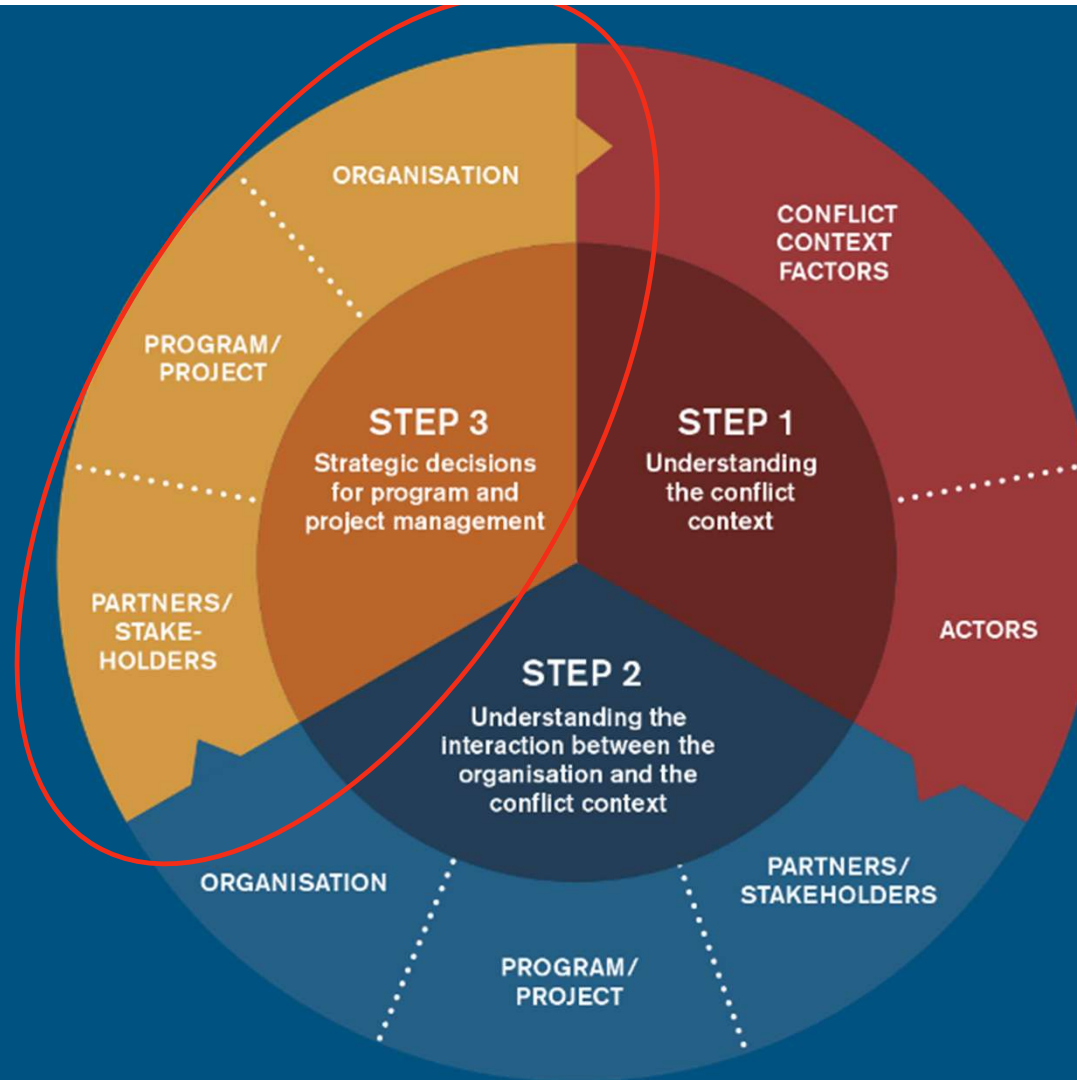 STEP 1
Understanding
the conflict
context
CONFLICT
CONTEXT
FACTORS
ACTORS
STEP 2
Understanding the
interaction between the
organisation and the
conflict context
PARTNERS/
STAKEHOLDERS
PROGRAM/
PROJECT
ORGANISATION
STEP 3
Strategic decisions
for program and
project management
PARTNERS/
STAKE-
HOLDERS
PROGRAM/
PROJECT
ORGANISATION